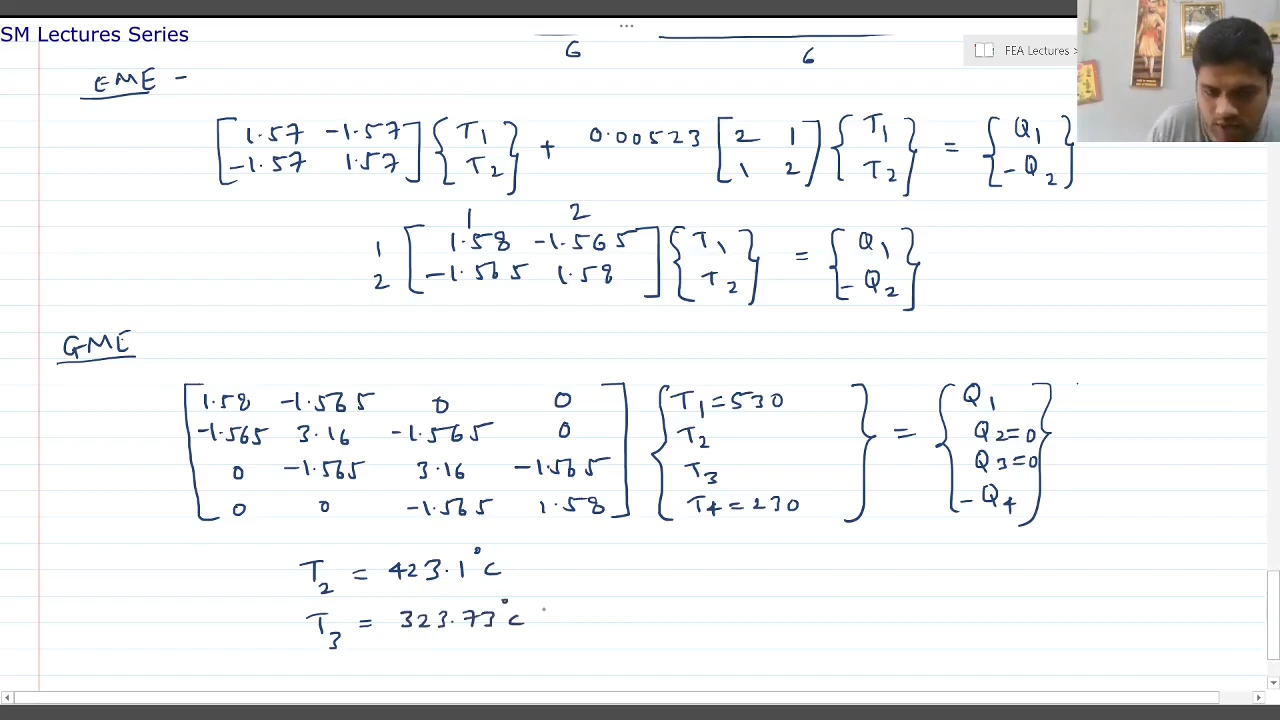 SM Lectures Series
...
6 6
FEA Lectures >
EME -
[1.57 -1.57] {T1} + 0.00523 [2 1] {T1} = {Q1}
[-1.57 1.57] {T2} [1 2] {T2} {-Q2}
1 2
1 [1.58 -1.565] {T1} = {Q1}
2 [-1.565 1.58] {T2} {-Q2}
GME
[1.58 -1.565 0 0] {T1 = 530} = {Q1}
[-1.565 3.16 -1.565 0] {T2} {Q2=0}
[0 -1.565 3.16 -1.565] {T3} {Q3=0}
[0 0 -1.565 1.58] {T4 = 230} {-Q4}
T2 = 423.1°c
T3 = 323.73°c